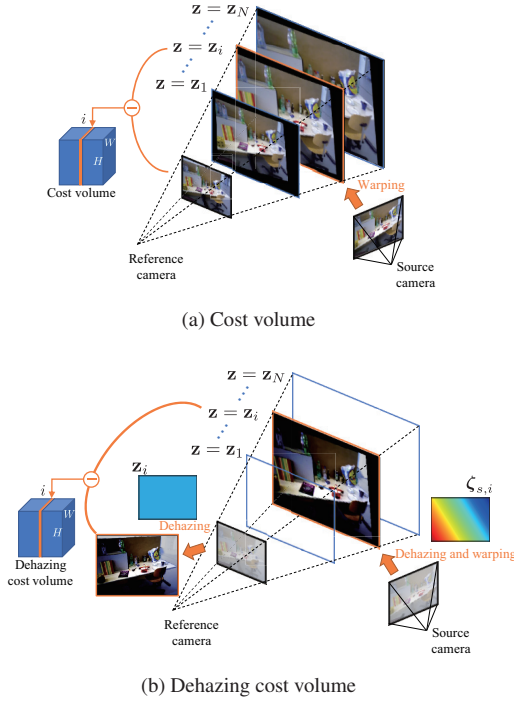 z = z_N
z = z_i
z = z_1
i
W
H
Cost volume
Warping
Reference
camera
Source
camera
(a) Cost volume
z = z_N
z = z_i
z = z_1
z_i
ζ_{s,i}
i
W
H
Dehazing
Dehazing and warping
Dehazing
cost volume
Reference
camera
Source
camera
(b) Dehazing cost volume